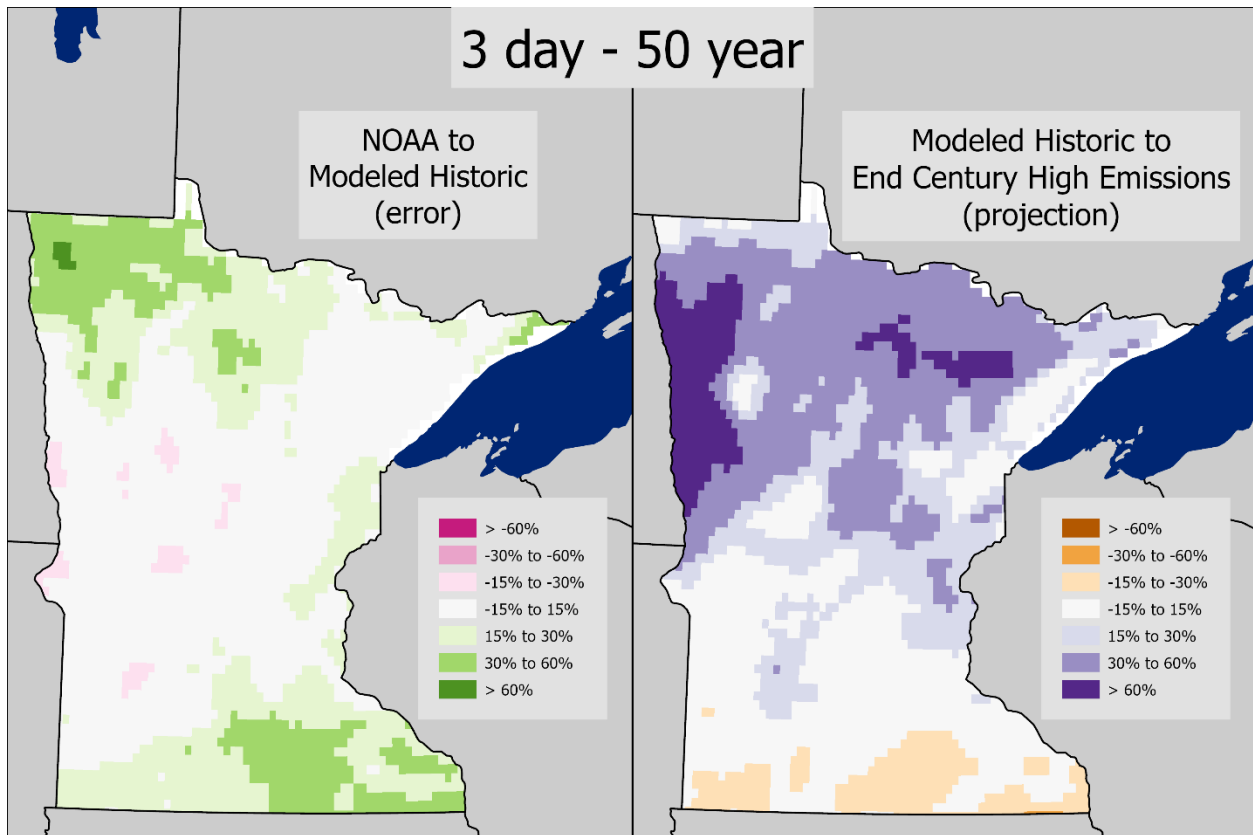 3 day - 50 year
NOAA to
Modeled Historic
(error)
Modeled Historic to
End Century High Emissions
(projection)
> -60%
-30% to -60%
-15% to -30%
-15% to 15%
15% to 30%
30% to 60%
> 60%
> -60%
-30% to -60%
-15% to -30%
-15% to 15%
15% to 30%
30% to 60%
> 60%